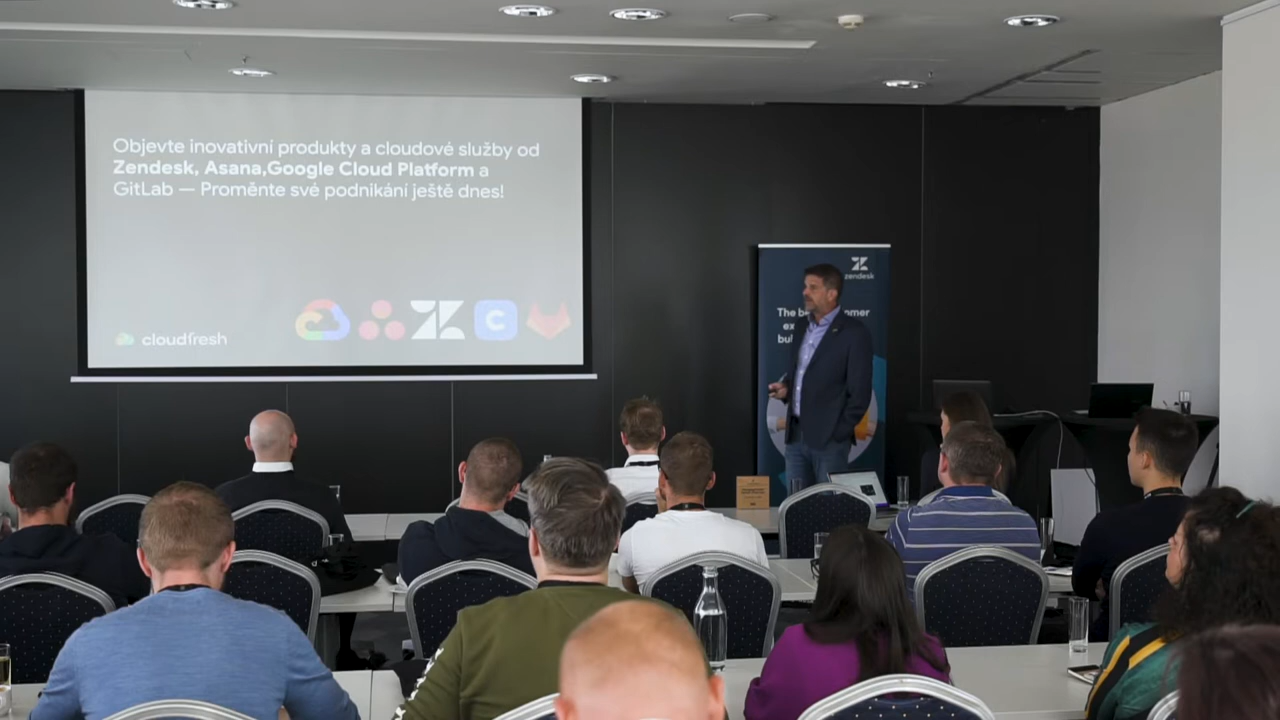 Objevte inovativní produkty a cloudové služby od
Zendesk, Asana,Google Cloud Platform a
GitLab — Proměnte své podnikání ještě dnes!
C
cloudfresh
zendesk
The